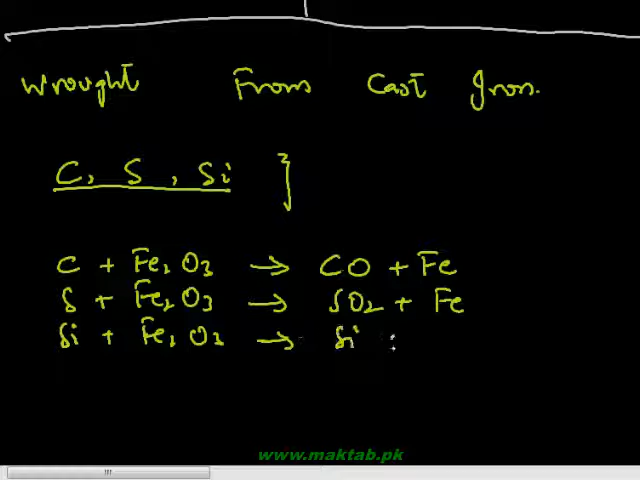 Wrought From Cast Iron.
C, S, Si }
C + Fe₂O₃ → CO + Fe
S + Fe₂O₃ → SO₂ + Fe
Si + Fe₂O₃ → Si
www.maktab.pk